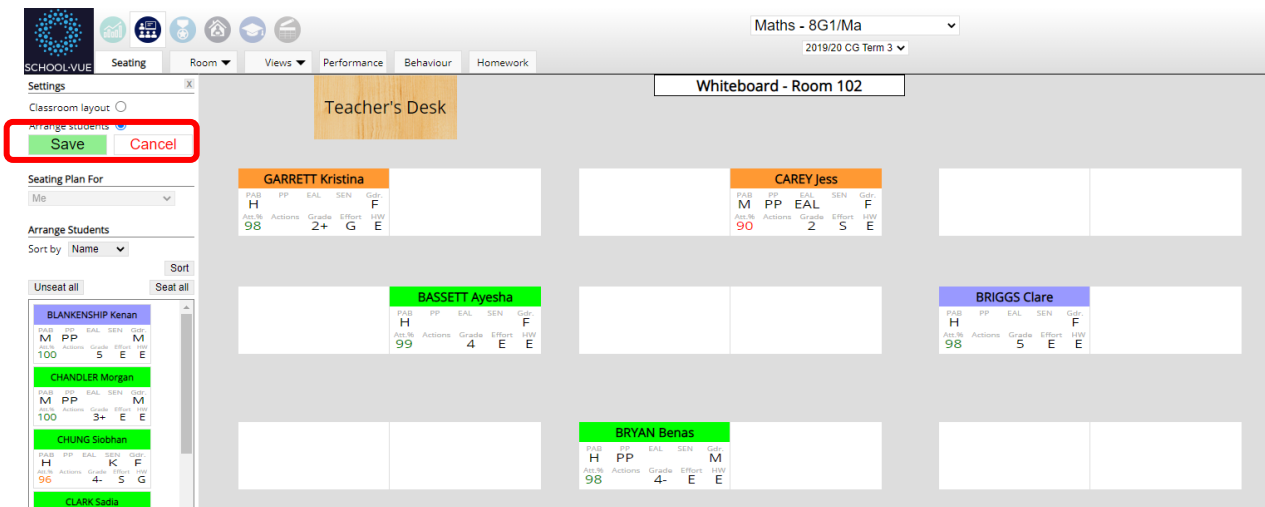 Maths - 8G1/Ma
2019/20 CG Term 3
SCHOOL·VUE
Seating Room Views Performance Behaviour Homework
Settings X
Classroom layout
Arrange students
Save Cancel
Seating Plan For
Me
Arrange Students
Sort by Name
Sort
Unseat all Seat all
BLANKENSHIP Kenan
PAB PP EAL SEN Gdr.
M PP M
Att.% Actions Grade Effort HW
100 5 E E
CHANDLER Morgan
PAB PP EAL SEN Gdr.
M PP M
Att.% Actions Grade Effort HW
100 3+ E E
CHUNG Siobhan
PAB PP EAL SEN Gdr.
H K F
Att.% Actions Grade Effort HW
96 4- S G
CLARK Sadia
Teacher's Desk
Whiteboard - Room 102
GARRETT Kristina
PAB PP EAL SEN Gdr.
H F
Att.% Actions Grade Effort HW
98 2+ G E
CAREY Jess
PAB PP EAL SEN Gdr.
M PP EAL F
Att.% Actions Grade Effort HW
90 2 S E
BASSETT Ayesha
PAB PP EAL SEN Gdr.
H F
Att.% Actions Grade Effort HW
99 4 E E
BRIGGS Clare
PAB PP EAL SEN Gdr.
H F
Att.% Actions Grade Effort HW
98 5 E E
BRYAN Benas
PAB PP EAL SEN Gdr.
H PP M
Att.% Actions Grade Effort HW
98 4- E E